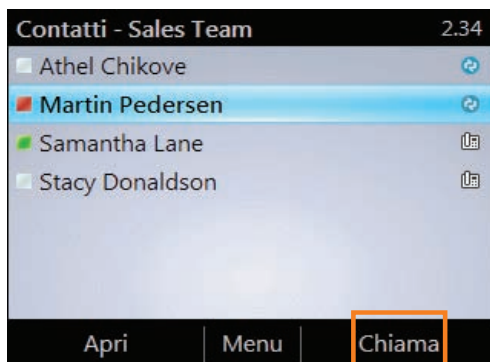 Contatti - Sales Team 2.34
Athel Chikove
Martin Pedersen
Samantha Lane
Stacy Donaldson
Apri Menu Chiama